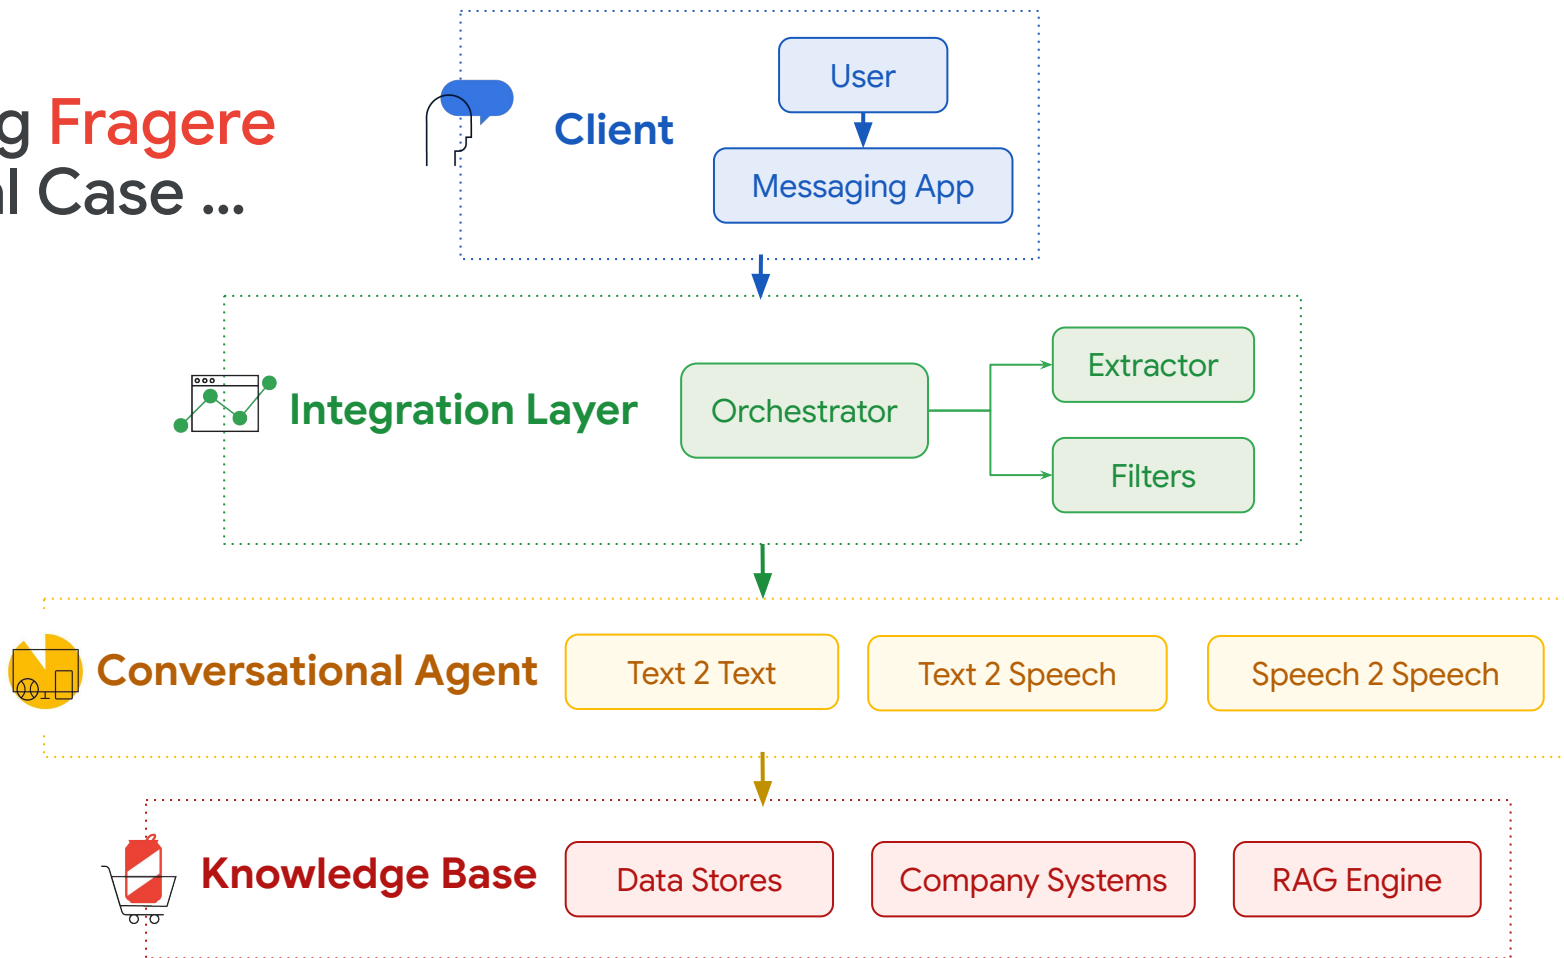 g Fragere
l Case ...
Client
User
Messaging App
Integration Layer
Orchestrator
Extractor
Filters
Conversational Agent
Text 2 Text
Text 2 Speech
Speech 2 Speech
Knowledge Base
Data Stores
Company Systems
RAG Engine